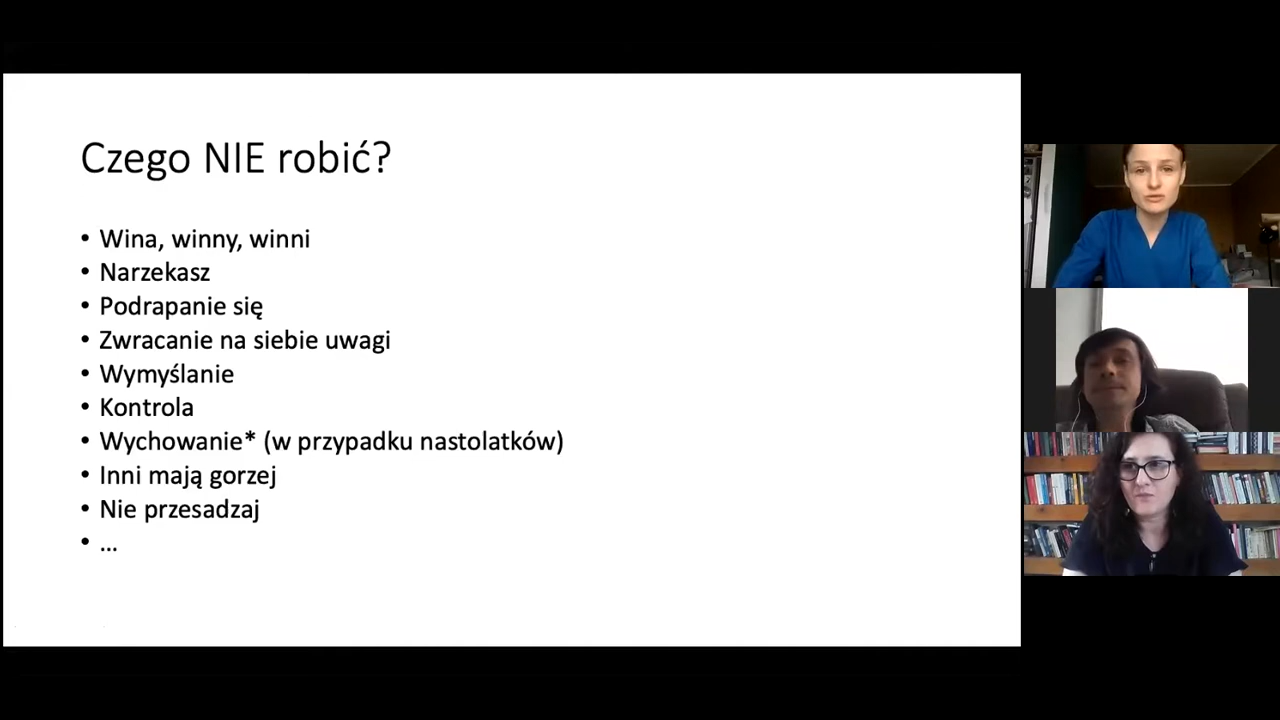 Czego NIE robić?
• Wina, winny, winni
• Narzekasz
• Podrapanie się
• Zwracanie na siebie uwagi
• Wymyślanie
• Kontrola
• Wychowanie* (w przypadku nastolatków)
• Inni mają gorzej
• Nie przesadzaj
• ...